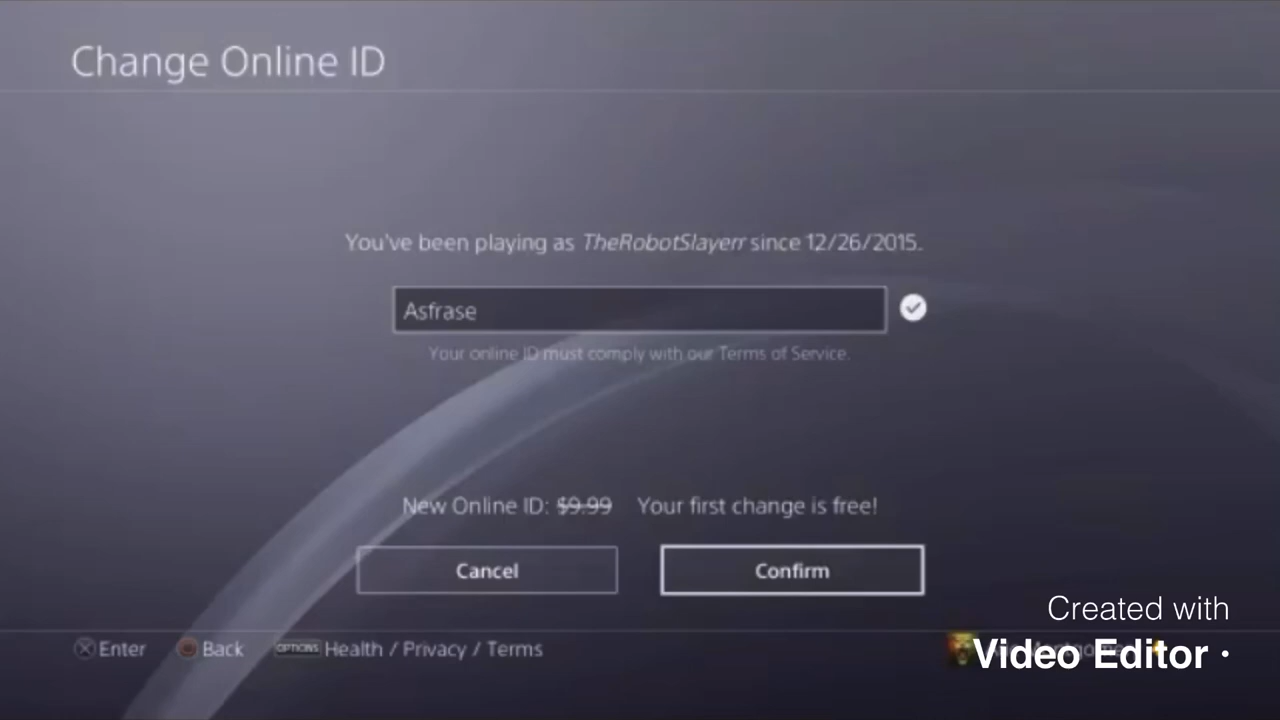 Change Online ID
You've been playing as TheRobotSlayerr since 12/26/2015.
Asfrase
Your online ID must comply with our Terms of Service.
New Online ID: $9.99 Your first change is free!
Cancel Confirm
Created with
Enter Back OPTIONS Health / Privacy / Terms
Video Editor